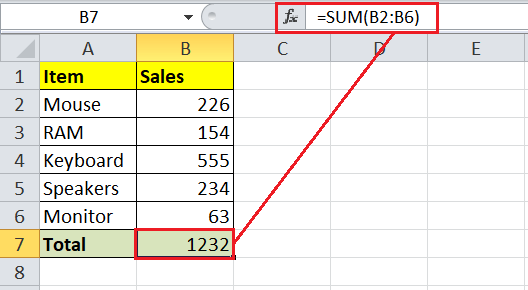 B7 fx =SUM(B2:B6)
A B C D E
1 Item Sales
2 Mouse 226
3 RAM 154
4 Keyboard 555
5 Speakers 234
6 Monitor 63
7 Total 1232
8